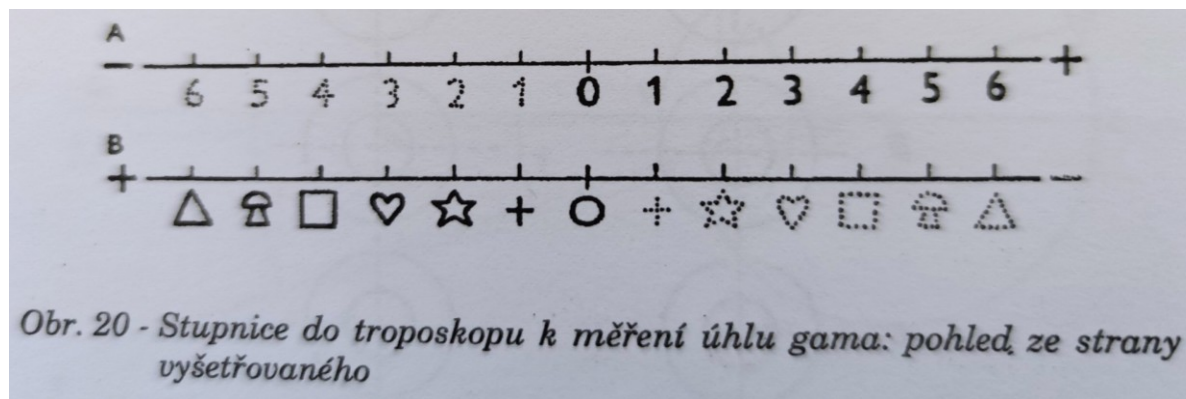 A
− 6 5 4 3 2 1 0 1 2 3 4 5 6 +
B
+ −
Obr. 20 - Stupnice do troposkopu k měření úhlu gama: pohled ze strany
vyšetřovaného